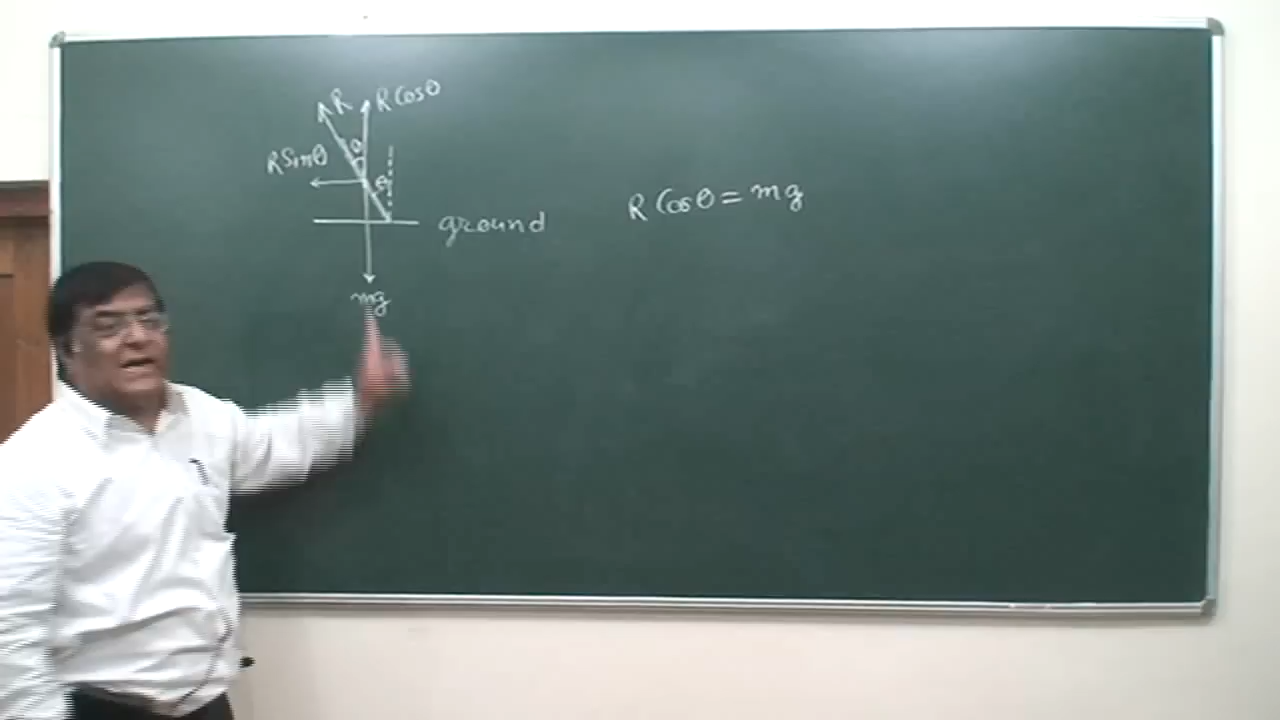 R
R Cosθ
θ
R Sinθ
θ
ground
mg
R Cosθ = mg